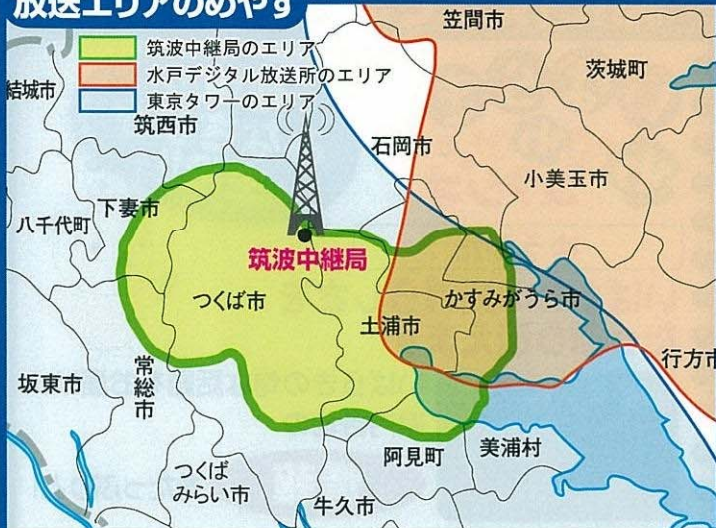 放送エリアのめやす
筑波中継局のエリア
水戸デジタル放送所のエリア
東京タワーのエリア
笠間市
茨城町
結城市
筑西市
石岡市
小美玉市
下妻市
八千代町
筑波中継局
つくば市
かすみがうら市
土浦市
行方市
坂東市
常総市
阿見町
美浦村
つくば
みらい市
牛久市